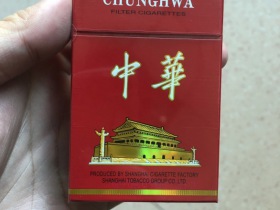 CHUNGHWA
FILTER CIGARETTES
中華
PRODUCED BY SHANGHAI CIGARETTE FACTORY
SHANGHAI TOBACCO GROUP CO., LTD.